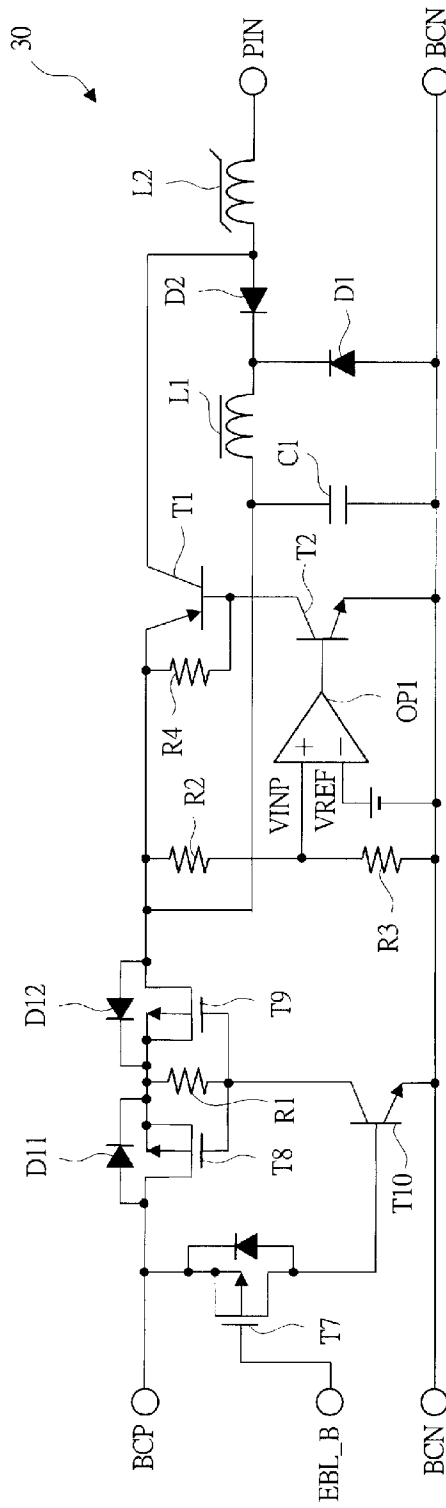 30
BCP
EBL_B
BCN
T7
D11
D12
T8
R1
T9
T10
R2
R3
R4
VINP
VREF
+
−
OP1
T1
T2
L1
C1
D2
D1
L2
PIN
BCN